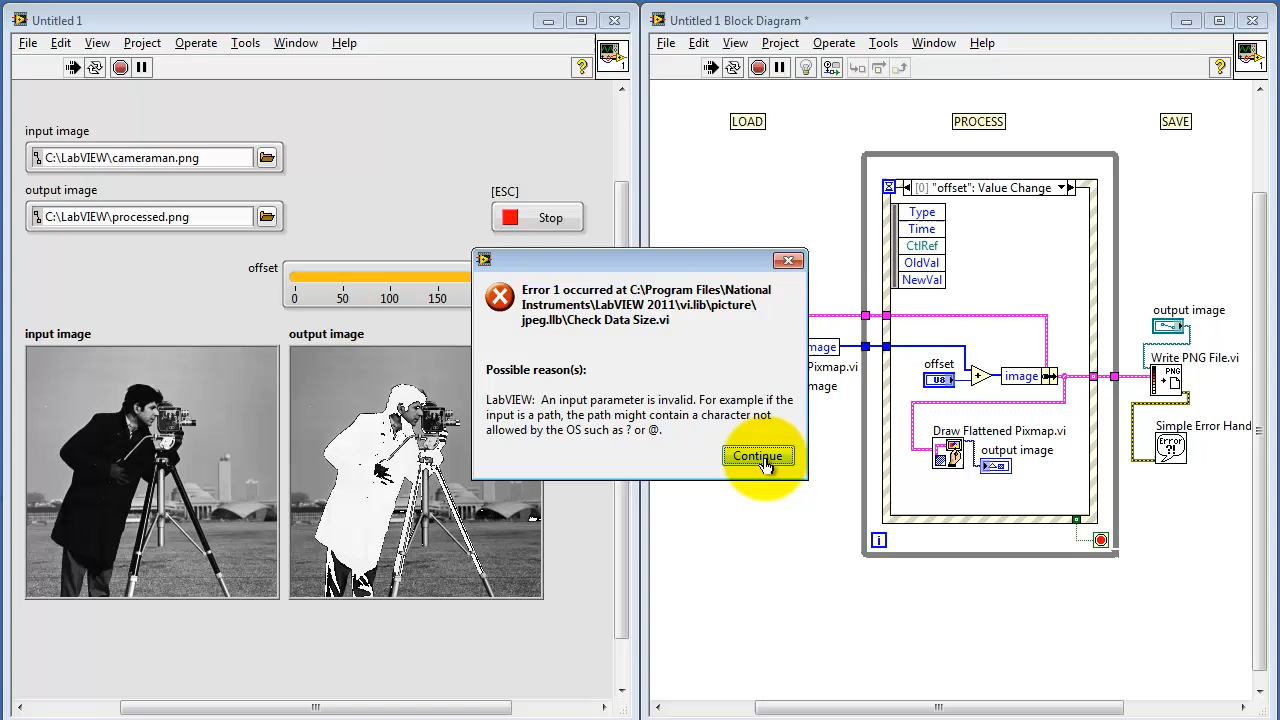 Untitled 1
File Edit View Project Operate Tools Window Help
?
1
input image
C:\LabVIEW\cameraman.png
output image
C:\LabVIEW\processed.png
[ESC]
Stop
offset
0 50 100 150
input image
output image
Untitled 1 Block Diagram *
File Edit View Project Operate Tools Window Help
?
1
LOAD
PROCESS
SAVE
[0] "offset": Value Change
Type
Time
CtlRef
OldVal
NewVal
image
Pixmap.vi
image
offset
U8
+
image
Draw Flattened Pixmap.vi
output image
i
output image
Write PNG File.vi
PNG
Simple Error Hand
Error
?!
Error 1 occurred at C:\Program Files\National
Instruments\LabVIEW 2011\vi.lib\picture\
jpeg.llb\Check Data Size.vi
Possible reason(s):
LabVIEW: An input parameter is invalid. For example if the
input is a path, the path might contain a character not
allowed by the OS such as ? or @.
Continue